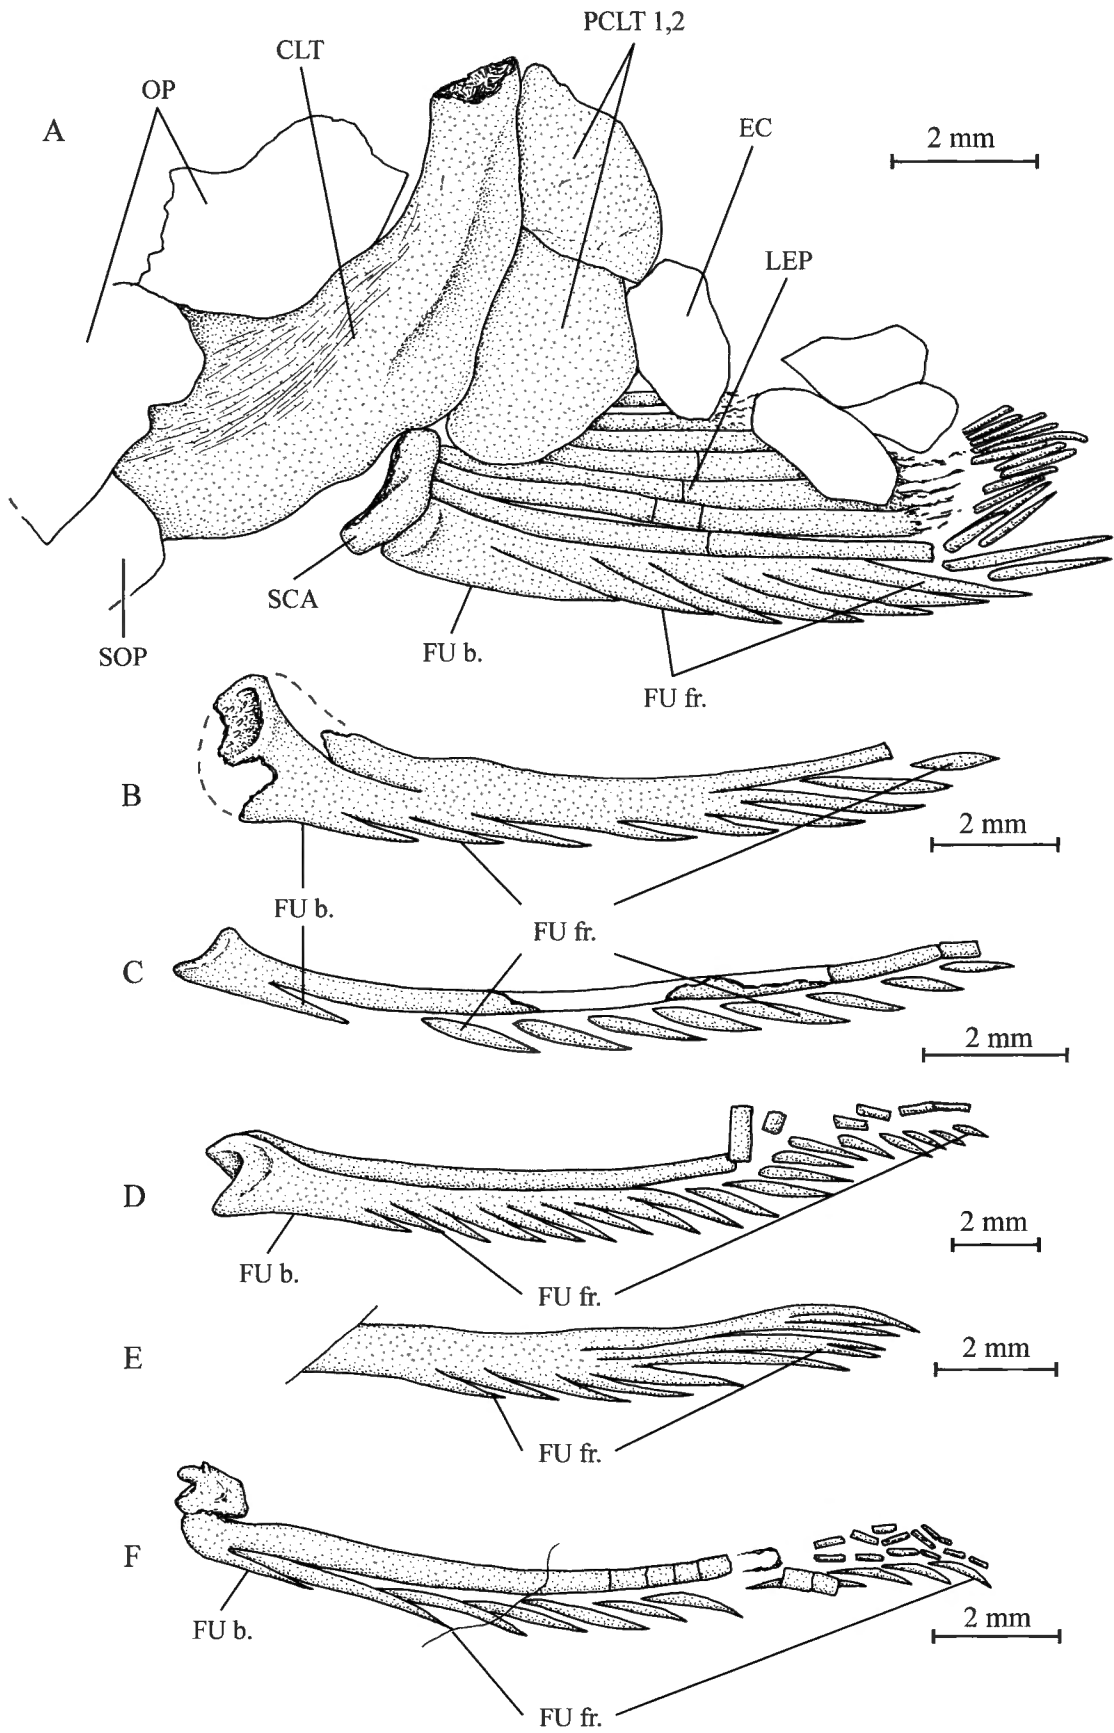 PCLT 1,2
CLT
OP
A
EC
2 mm
LEP
SCA
FU b.
SOP
FU fr.
B
2 mm
FU b.
FU fr.
C
2 mm
D
2 mm
FU b.
FU fr.
E
2 mm
FU fr.
F
2 mm
FU b.
FU fr.